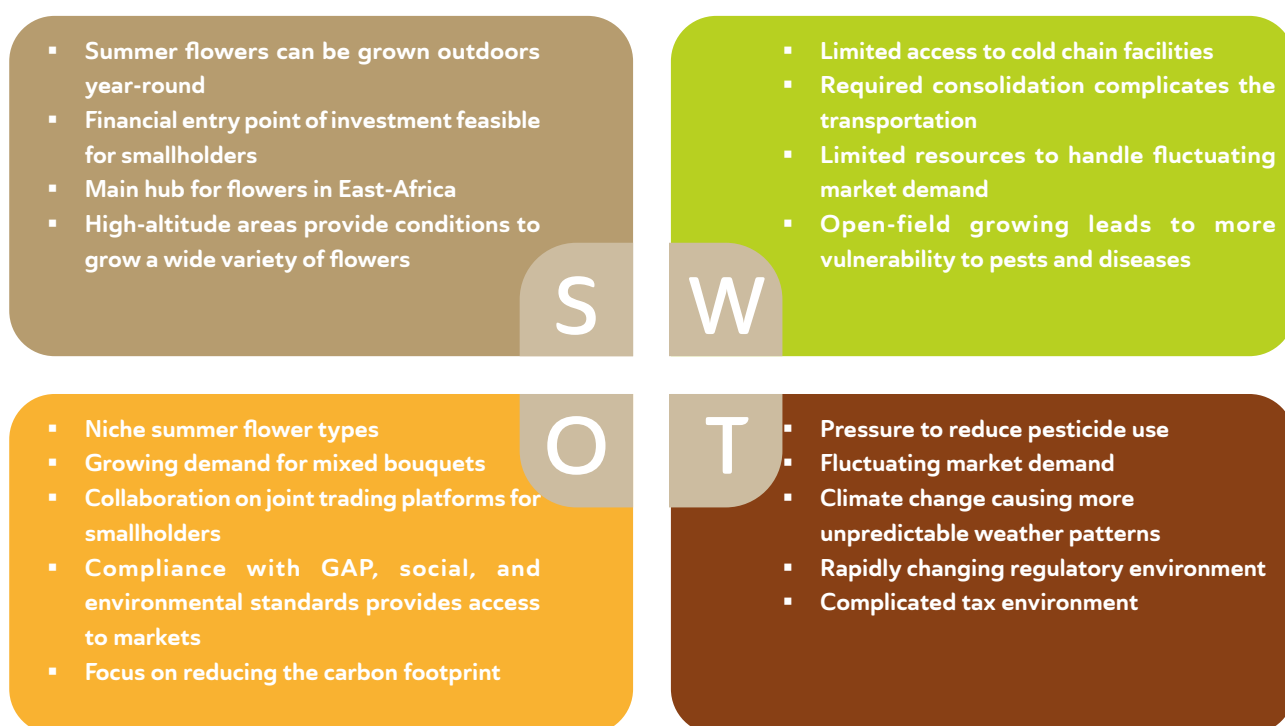 ▪ Summer flowers can be grown outdoors
year-round
▪ Financial entry point of investment feasible
for smallholders
▪ Main hub for flowers in East-Africa
▪ High-altitude areas provide conditions to
grow a wide variety of flowers
S
▪ Limited access to cold chain facilities
▪ Required consolidation complicates the
transportation
▪ Limited resources to handle fluctuating
market demand
▪ Open-field growing leads to more
vulnerability to pests and diseases
W
▪ Niche summer flower types
▪ Growing demand for mixed bouquets
▪ Collaboration on joint trading platforms for
smallholders
▪ Compliance with GAP, social, and
environmental standards provides access
to markets
▪ Focus on reducing the carbon footprint
O
▪ Pressure to reduce pesticide use
▪ Fluctuating market demand
▪ Climate change causing more
unpredictable weather patterns
▪ Rapidly changing regulatory environment
▪ Complicated tax environment
T